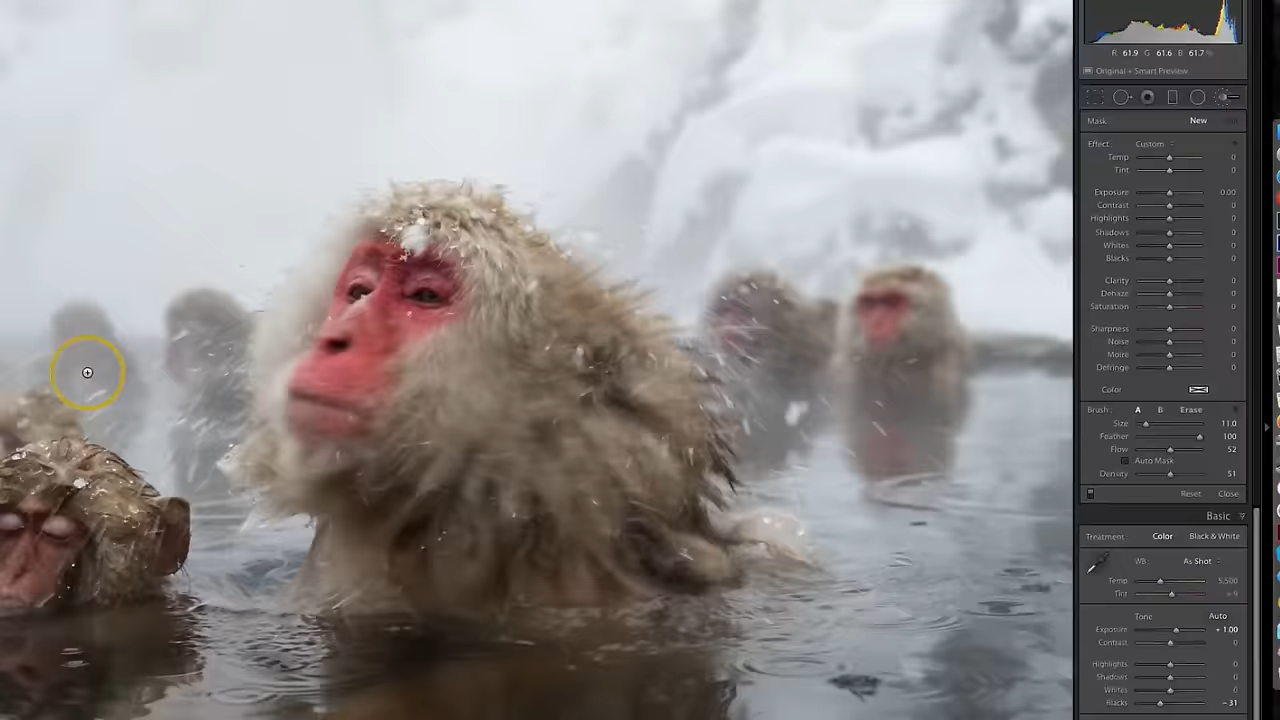 R 61.9 G 61.6 B 61.7 %
Original + Smart Preview
Mask New
Effect: Custom
Temp 0
Tint 0
Exposure 0.00
Contrast 0
Highlights 0
Shadows 0
Whites 0
Blacks 0
Clarity 0
Dehaze 0
Saturation 0
Sharpness 0
Noise 0
Moire 0
Defringe 0
Color
Brush: A B Erase
Size 11.0
Feather 100
Flow 52
Auto Mask
Density 51
Reset Close
Basic
Treatment: Color Black & White
WB: As Shot
Temp 5,500
Tint + 9
Tone Auto
Exposure + 1.00
Contrast 0
Highlights 0
Shadows 0
Whites 0
Blacks - 31